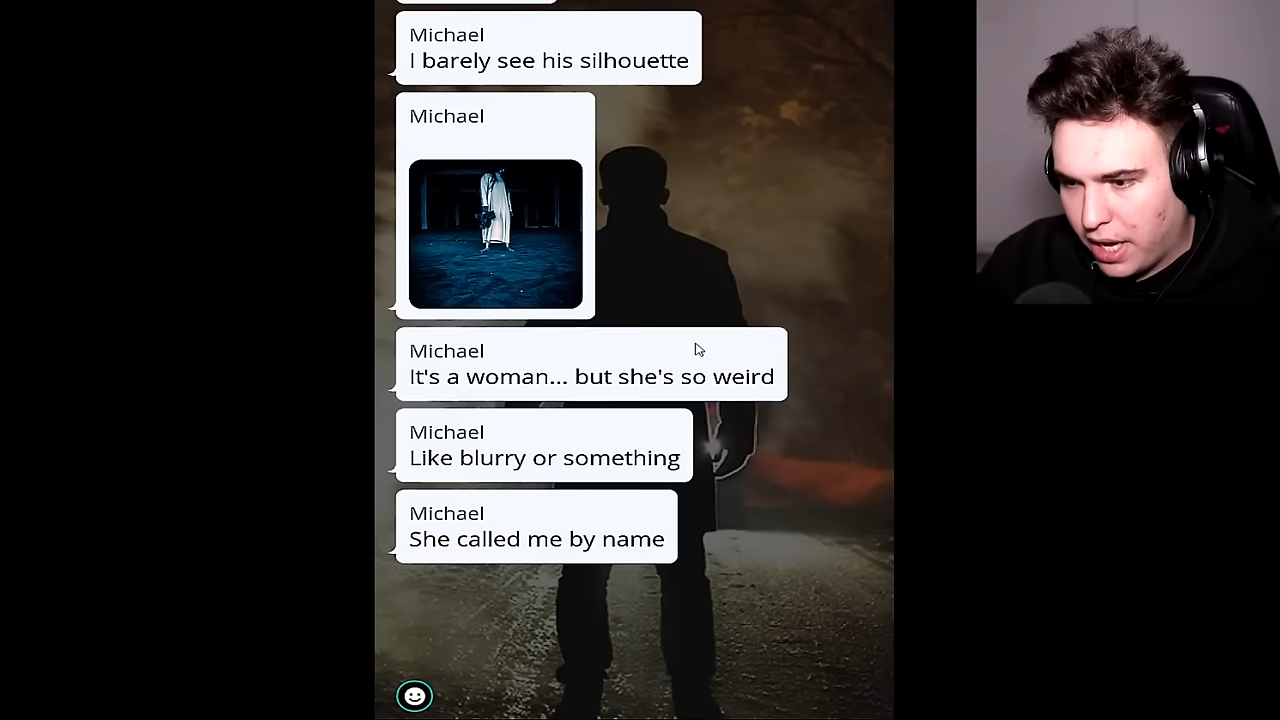 Michael
I barely see his silhouette
Michael
Michael
It's a woman... but she's so weird
Michael
Like blurry or something
Michael
She called me by name